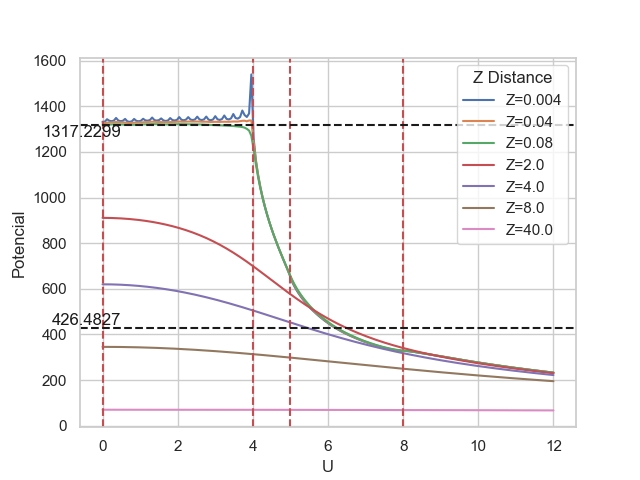 1600
1400
1317.2299
1200
1000
800
600
426.4827
400
200
0
Potencial
0 2 4 6 8 10 12
U
Z Distance
Z=0.004
Z=0.04
Z=0.08
Z=2.0
Z=4.0
Z=8.0
Z=40.0